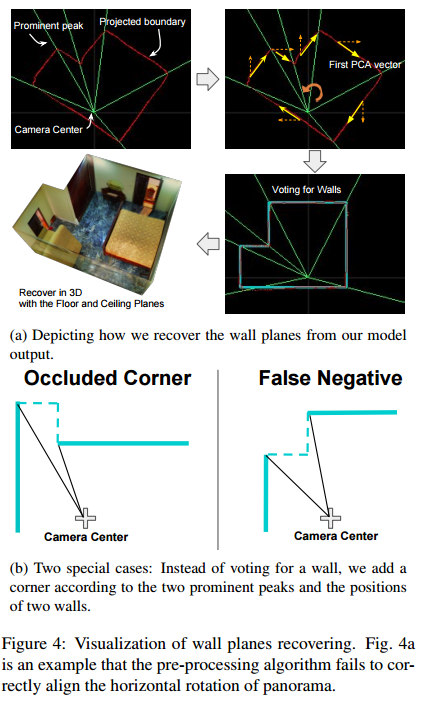 Prominent peak
Projected boundary
Camera Center
First PCA vector
Voting for Walls
Recover in 3D
with the Floor and Ceiling Planes
(a) Depicting how we recover the wall planes from our model
output.
Occluded Corner
False Negative
Camera Center
Camera Center
(b) Two special cases: Instead of voting for a wall, we add a
corner according to the two prominent peaks and the positions
of two walls.
Figure 4: Visualization of wall planes recovering. Fig. 4a
is an example that the pre-processing algorithm fails to cor-
rectly align the horizontal rotation of panorama.